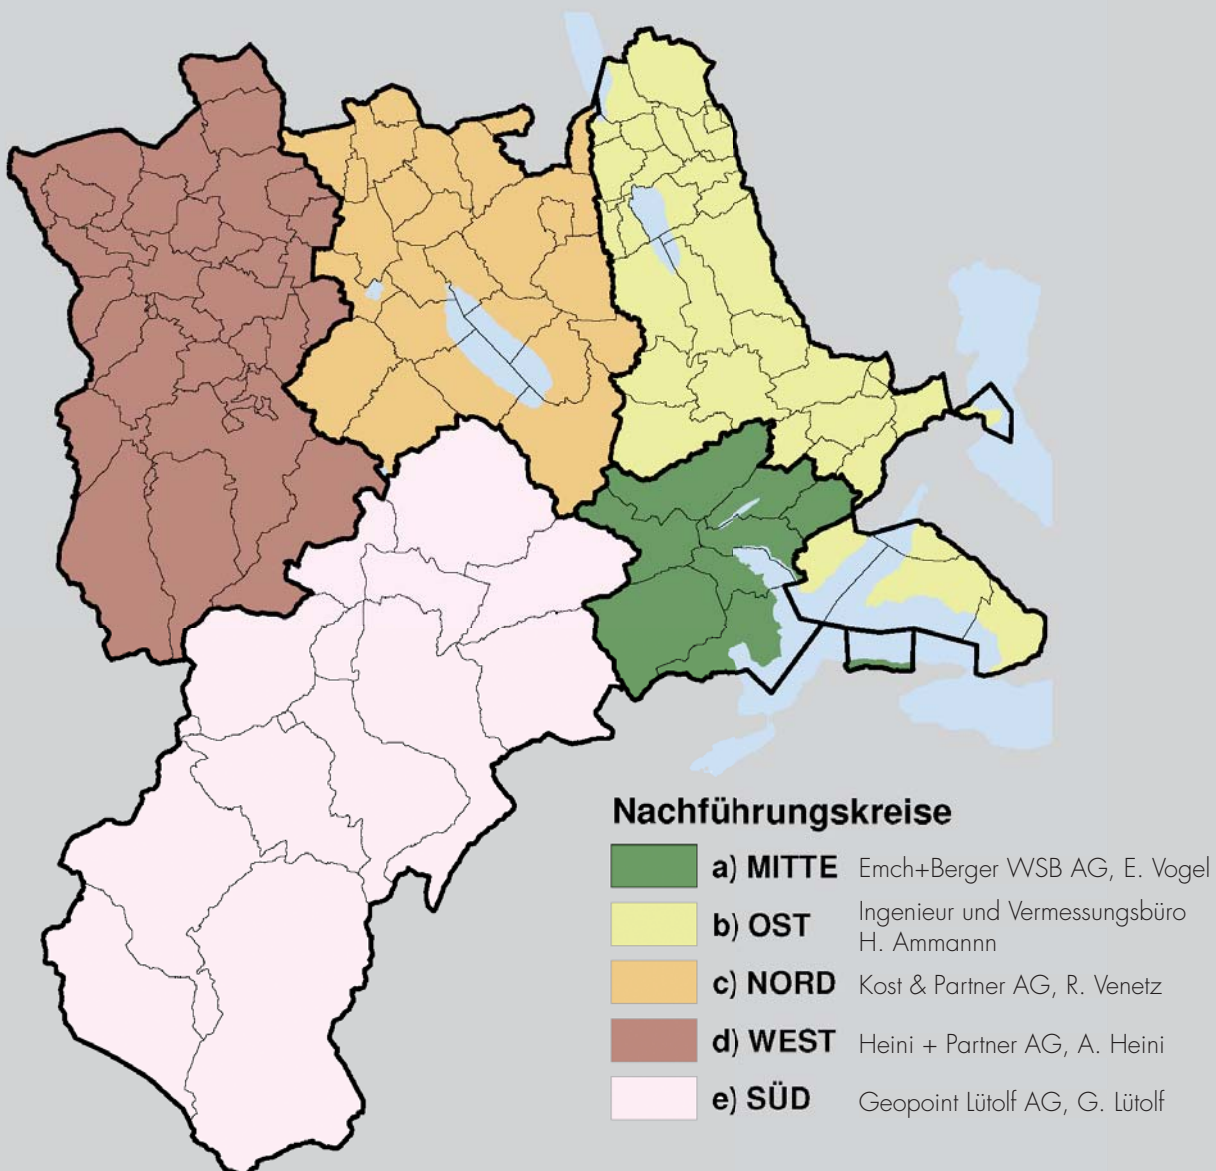 Nachführungskreise
a) MITTE Emch+Berger WSB AG, E. Vogel
b) OST Ingenieur und Vermessungsbüro
H. Ammannn
c) NORD Kost & Partner AG, R. Venetz
d) WEST Heini + Partner AG, A. Heini
e) SÜD Geopoint Lütolf AG, G. Lütolf